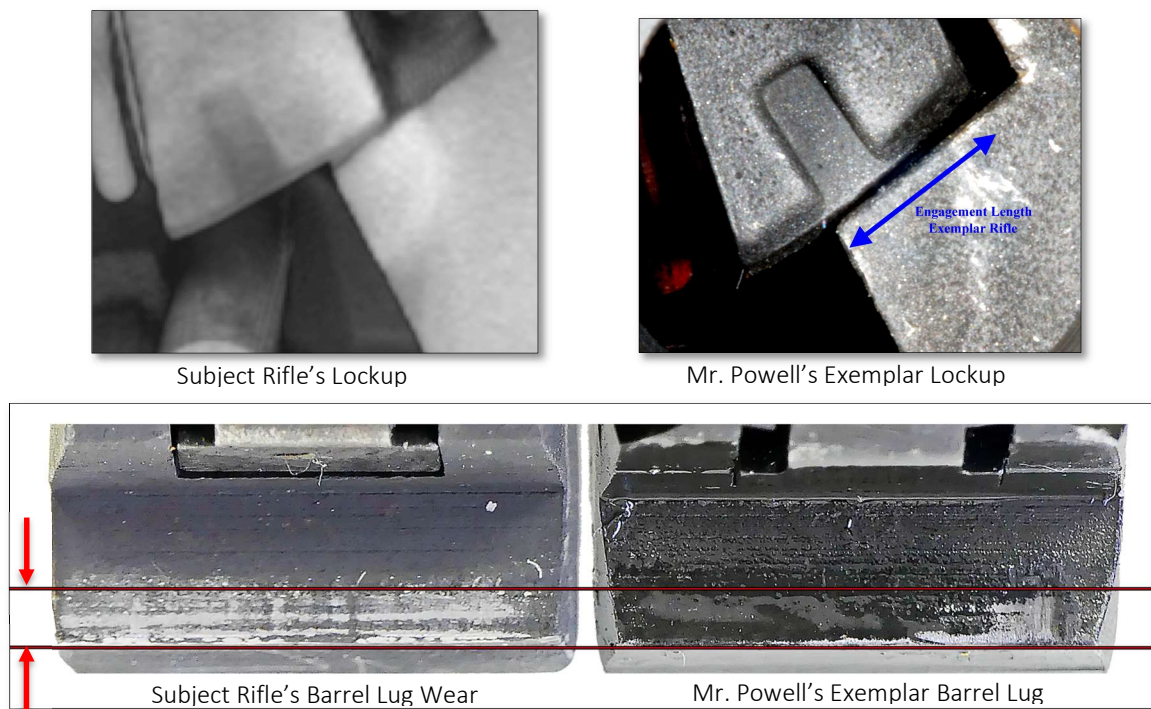 Engagement Length
Exemplar Rifle
Subject Rifle's Lockup
Mr. Powell's Exemplar Lockup
Subject Rifle's Barrel Lug Wear
Mr. Powell's Exemplar Barrel Lug